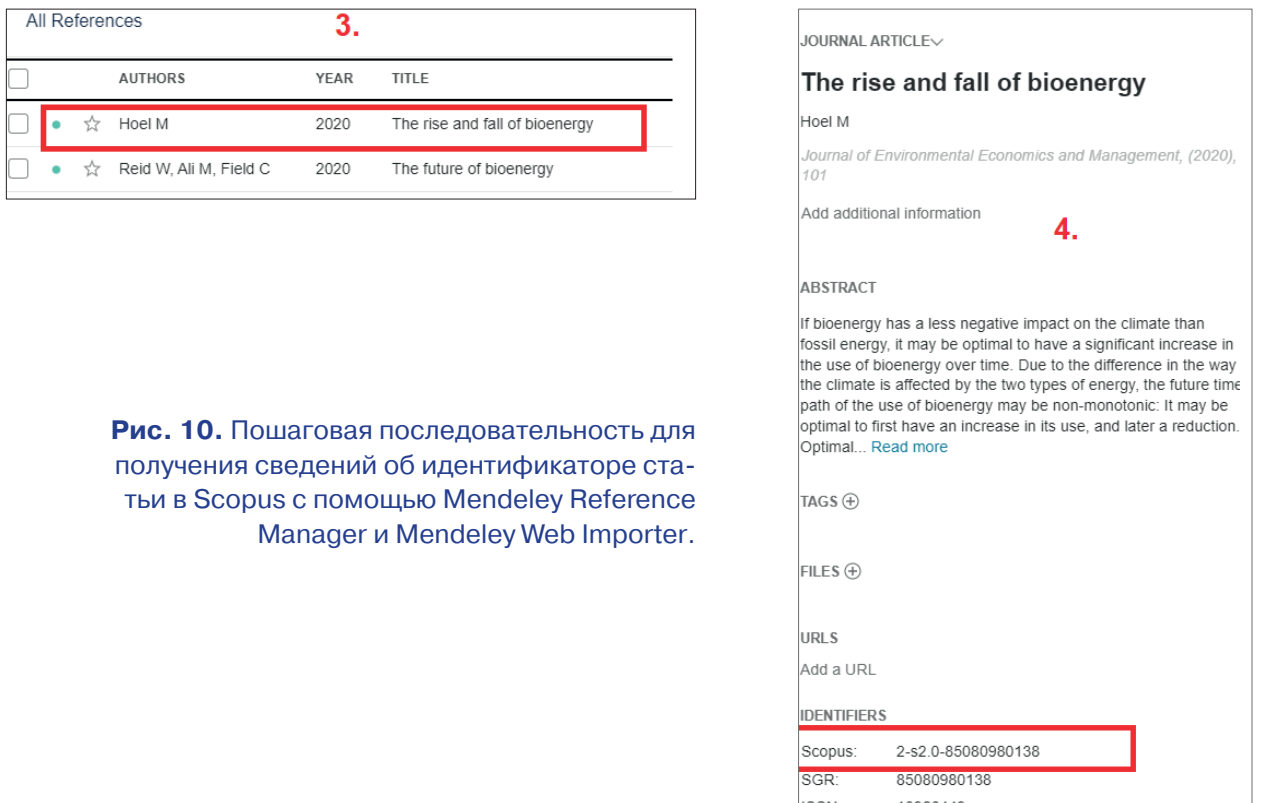 All References
3.
AUTHORS YEAR TITLE
Hoel M 2020 The rise and fall of bioenergy
Reid W, Ali M, Field C 2020 The future of bioenergy
Рис. 10. Пошаговая последовательность для
получения сведений об идентификаторе ста-
тьи в Scopus с помощью Mendeley Reference
Manager и Mendeley Web Importer.
JOURNAL ARTICLE
The rise and fall of bioenergy
Hoel M
Journal of Environmental Economics and Management, (2020),
101
Add additional information
4.
ABSTRACT
If bioenergy has a less negative impact on the climate than
fossil energy, it may be optimal to have a significant increase in
the use of bioenergy over time. Due to the difference in the way
the climate is affected by the two types of energy, the future time
path of the use of bioenergy may be non-monotonic: It may be
optimal to first have an increase in its use, and later a reduction.
Optimal... Read more
TAGS
FILES
URLS
Add a URL
IDENTIFIERS
Scopus: 2-s2.0-85080980138
SGR: 85080980138